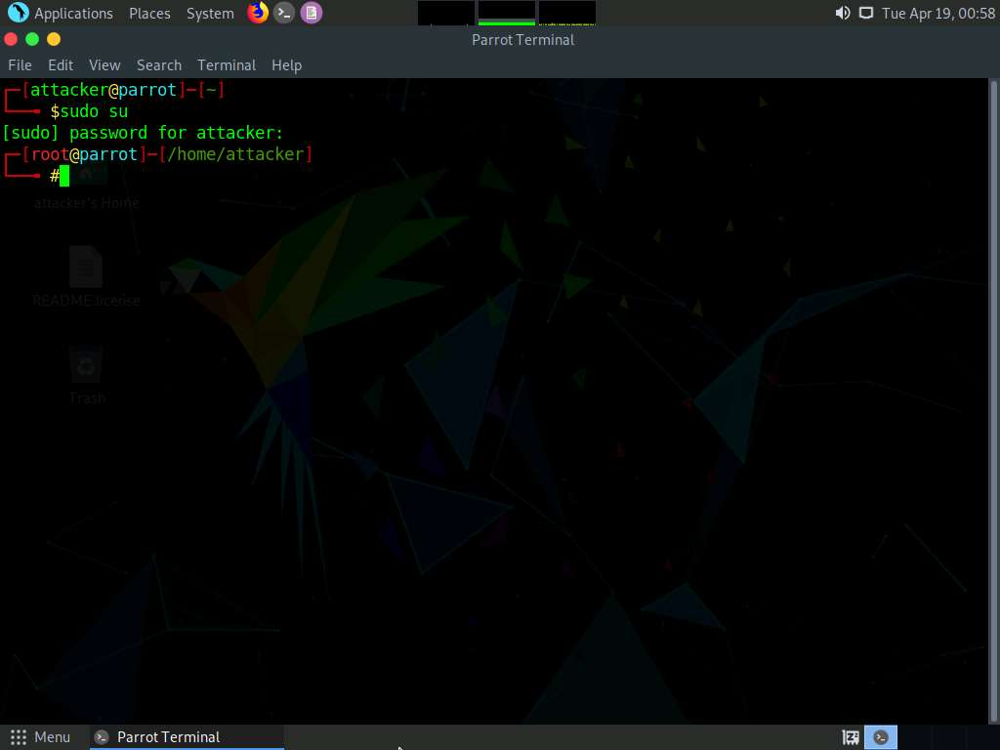 Applications Places System Tue Apr 19, 00:58
Parrot Terminal
File Edit View Search Terminal Help
┌─[attacker@parrot]─[~]
└──╼ $sudo su
[sudo] password for attacker:
┌─[root@parrot]─[/home/attacker]
└──╼ #
attacker's Home
README.license
Trash
Menu Parrot Terminal